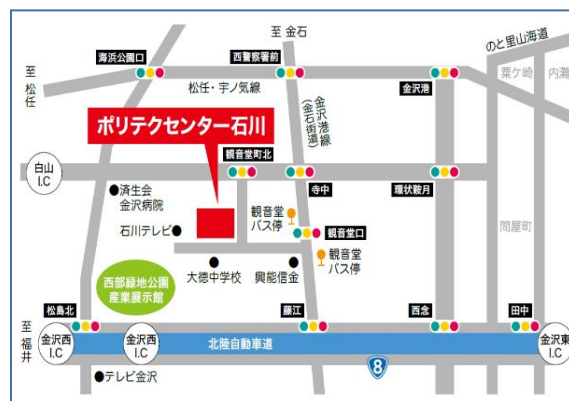 至 金石
のと里山海道
海浜公園口
西警察署前
金沢港
粟ケ崎
内灘
至 松任
松任・宇ノ気線
金沢港線
(金石街道)
ポリテクセンター石川
観音堂町北
寺中
環状鞍月
白山
I.C
済生会
金沢病院
石川テレビ
観音堂
バス停
観音堂口
問屋町
大徳中学校
興能信金
観音堂
バス停
西部緑地公園
産業展示館
松島北
藤江
西念
田中
至 福井
金沢西
I.C
金沢西
I.C
北陸自動車道
金沢東
I.C
8
テレビ金沢